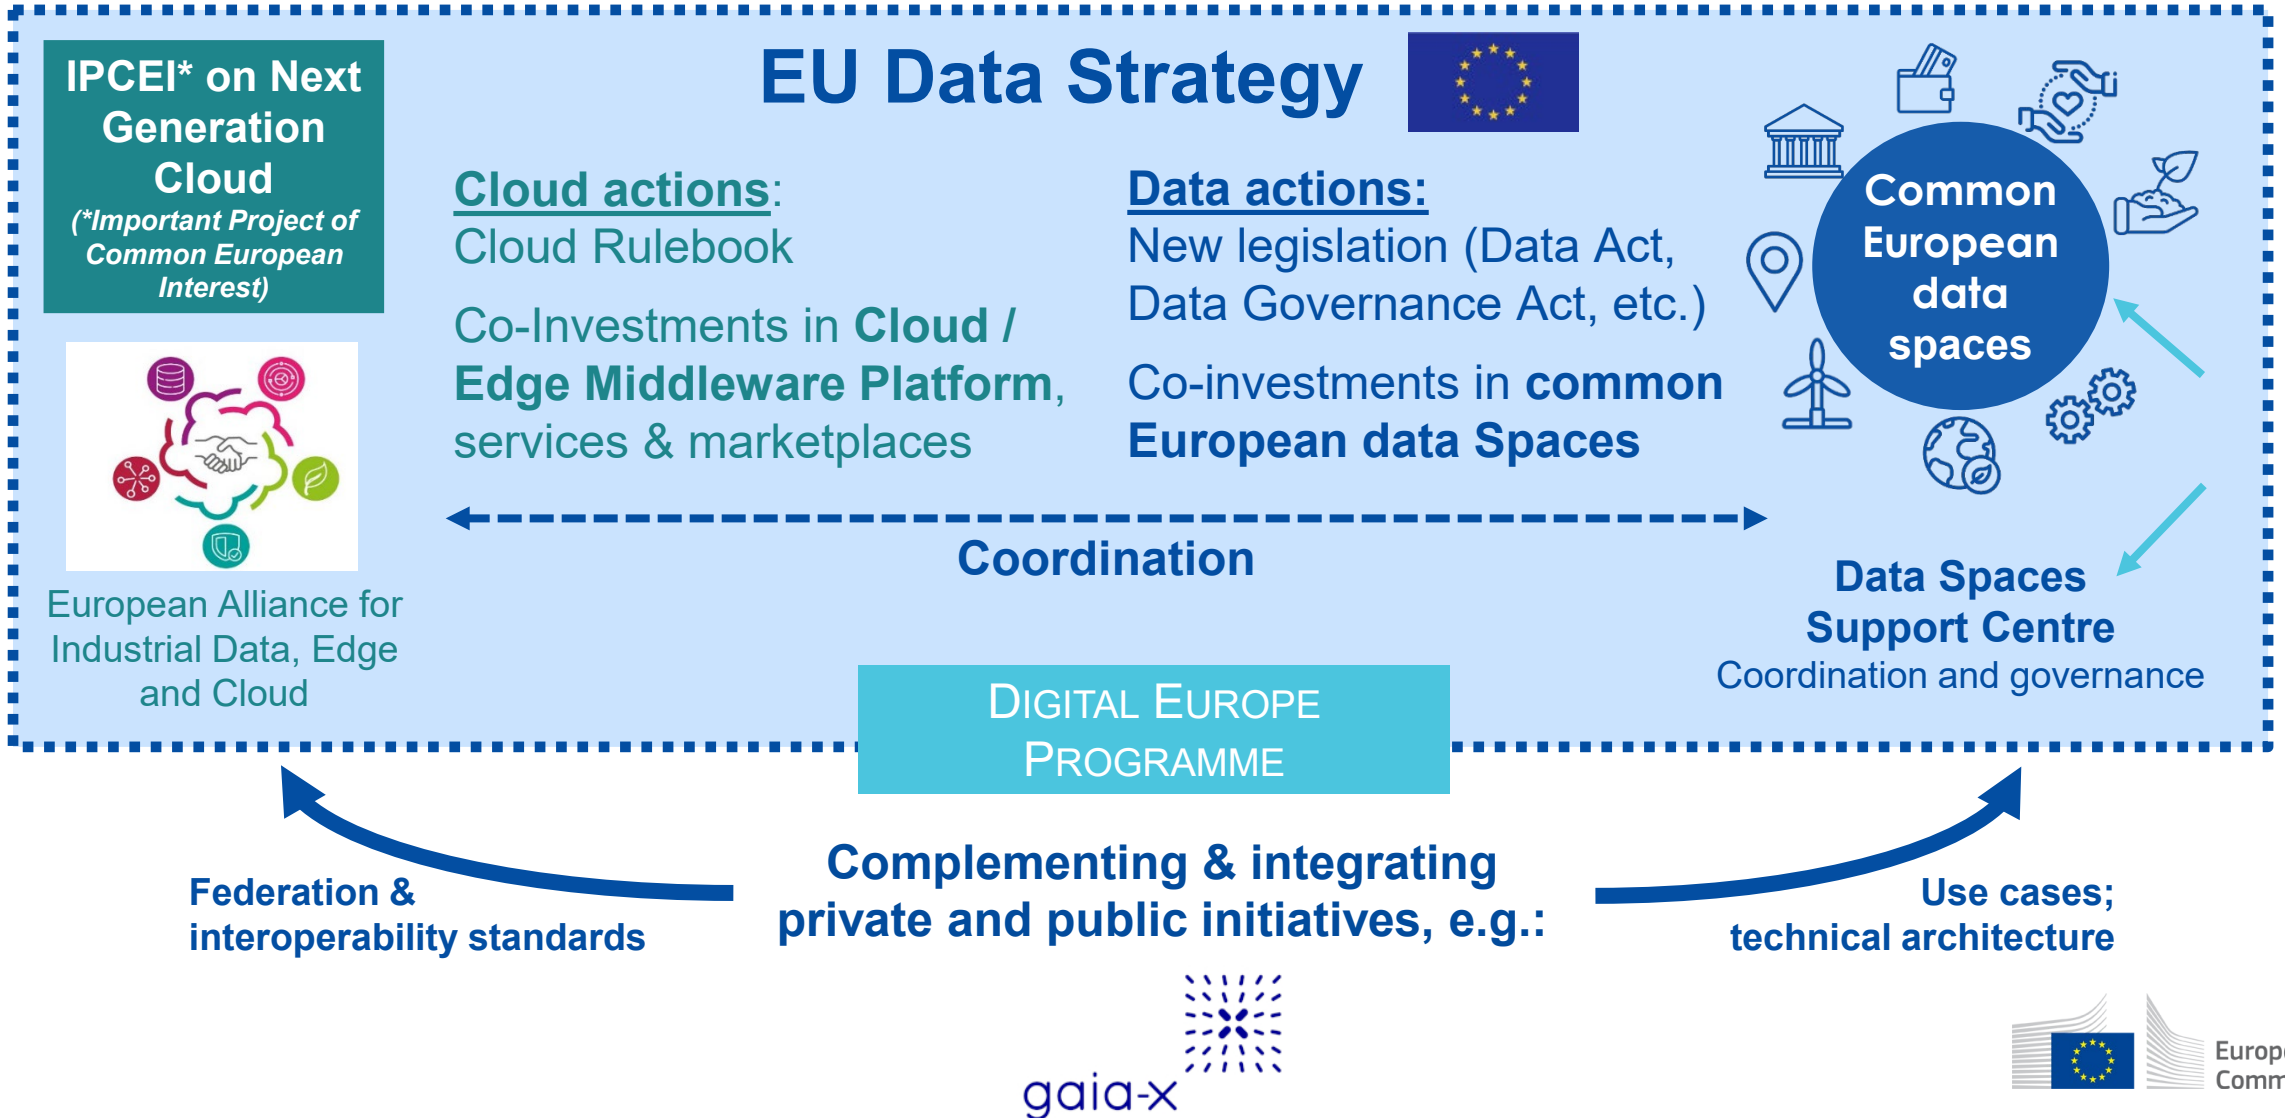 EU Data Strategy
IPCEI* on Next
Generation
Cloud
(*Important Project of
Common European
Interest)
European Alliance for
Industrial Data, Edge
and Cloud
Cloud actions:
Cloud Rulebook
Co-Investments in Cloud /
Edge Middleware Platform,
services & marketplaces
Data actions:
New legislation (Data Act,
Data Governance Act, etc.)
Co-investments in common
European data Spaces
Common
European
data
spaces
Coordination
Data Spaces
Support Centre
Coordination and governance
DIGITAL EUROPE
PROGRAMME
Federation &
interoperability standards
Complementing & integrating
private and public initiatives, e.g.:
Use cases;
technical architecture
gaia-x